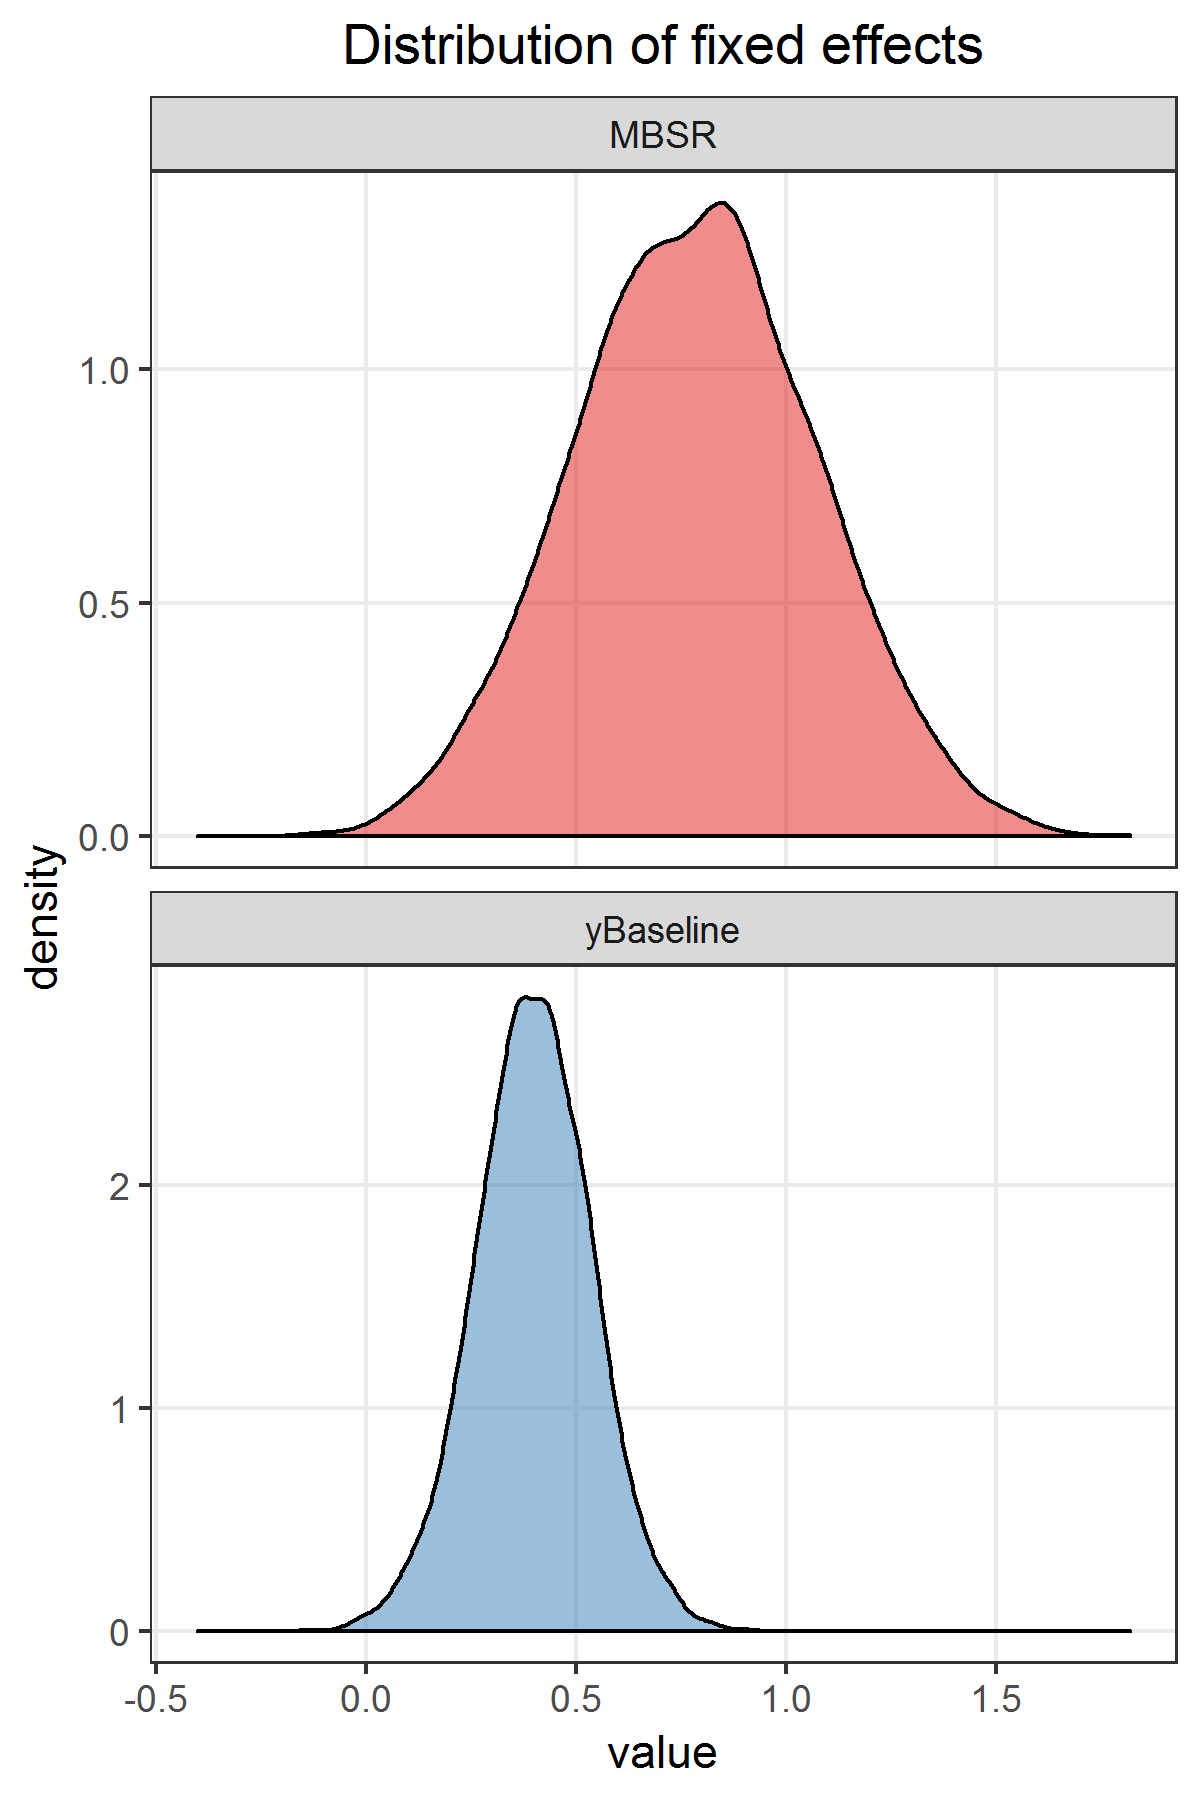 Distribution of fixed effects
MBSR
1.0
0.5
0.0
density
yBaseline
2
1
0
-0.5 0.0 0.5 1.0 1.5
value